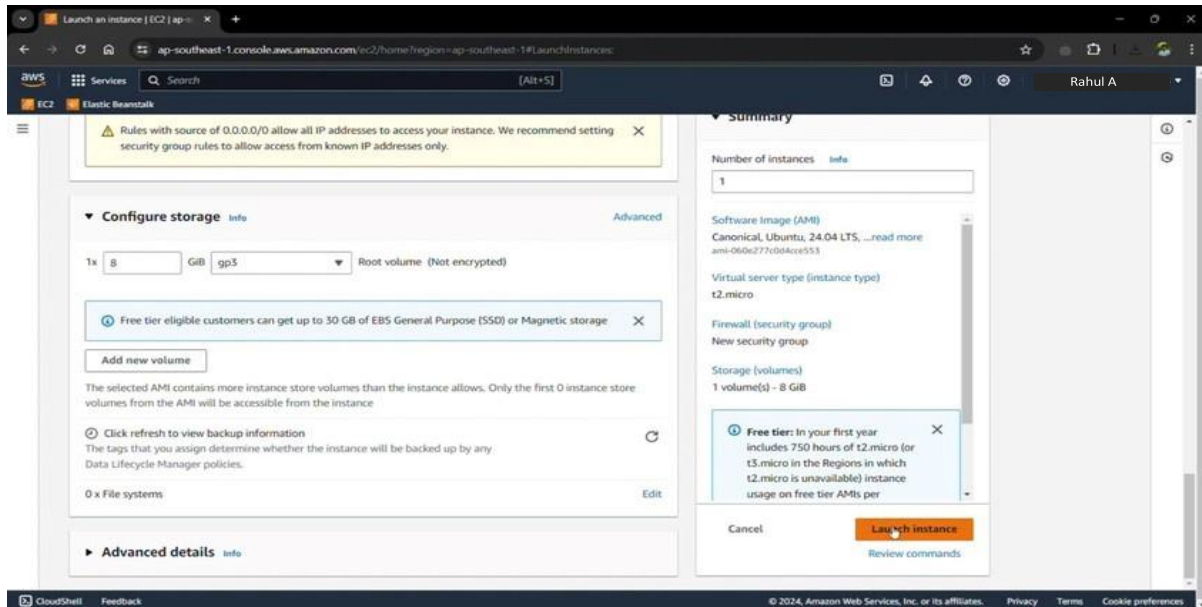 Launch an instance | EC2 | ap-s
ap-southeast-1.console.aws.amazon.com/ec2/home?region=ap-southeast-1#LaunchInstances:
aws Services Search [Alt+S] Rahul A
EC2 Elastic Beanstalk
Rules with source of 0.0.0.0/0 allow all IP addresses to access your instance. We recommend setting
security group rules to allow access from known IP addresses only.
Configure storage Info Advanced
1x 8 GiB gp3 Root volume (Not encrypted)
Free tier eligible customers can get up to 30 GB of EBS General Purpose (SSD) or Magnetic storage
Add new volume
The selected AMI contains more instance store volumes than the instance allows. Only the first 0 instance store
volumes from the AMI will be accessible from the instance
Click refresh to view backup information
The tags that you assign determine whether the instance will be backed up by any
Data Lifecycle Manager policies.
0 x File systems Edit
Advanced details Info
Summary
Number of instances Info
1
Software Image (AMI)
Canonical, Ubuntu, 24.04 LTS, ...read more
ami-060e277c0d4cce553
Virtual server type (instance type)
t2.micro
Firewall (security group)
New security group
Storage (volumes)
1 volume(s) - 8 GiB
Free tier: In your first year
includes 750 hours of t2.micro (or
t3.micro in the Regions in which
t2.micro is unavailable) instance
usage on free tier AMIs per
Cancel Launch instance
Review commands
CloudShell Feedback © 2024, Amazon Web Services, Inc. or its affiliates. Privacy Terms Cookie preferences